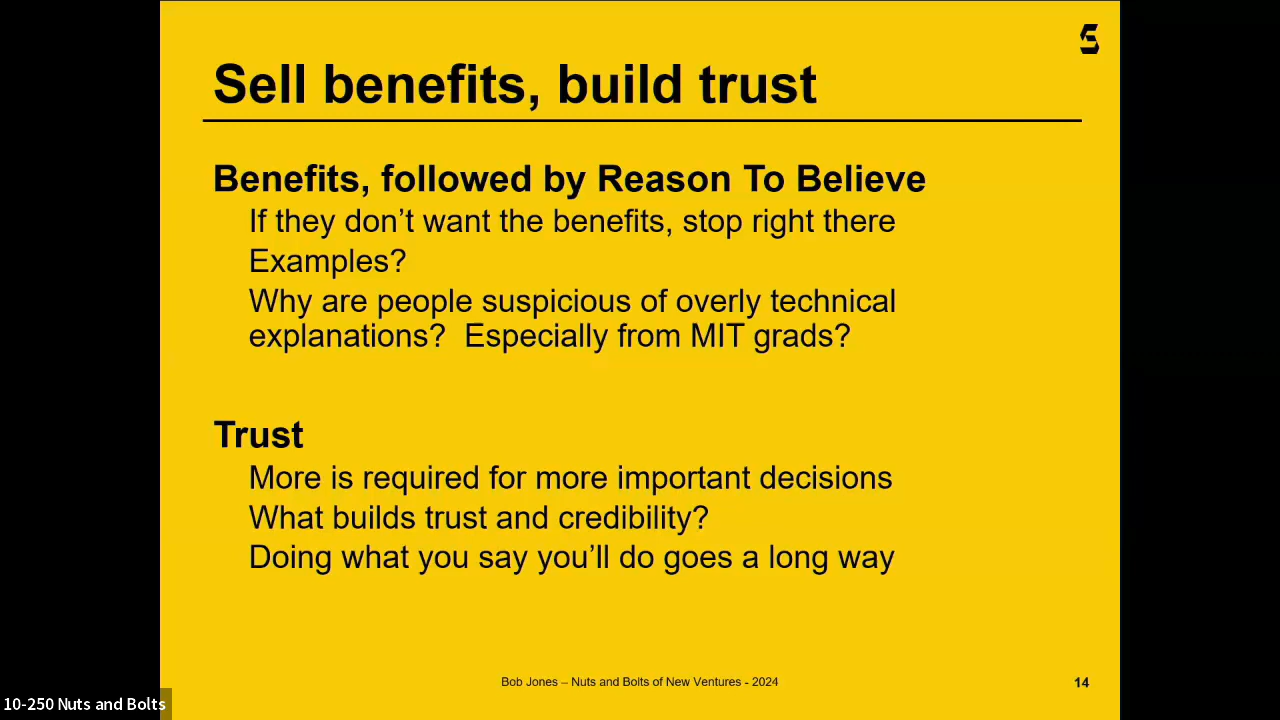 Sell benefits, build trust
Benefits, followed by Reason To Believe
If they don’t want the benefits, stop right there
Examples?
Why are people suspicious of overly technical
explanations?  Especially from MIT grads?
Trust
More is required for more important decisions
What builds trust and credibility?
Doing what you say you’ll do goes a long way
Bob Jones – Nuts and Bolts of New Ventures - 2024
14
10-250 Nuts and Bolts